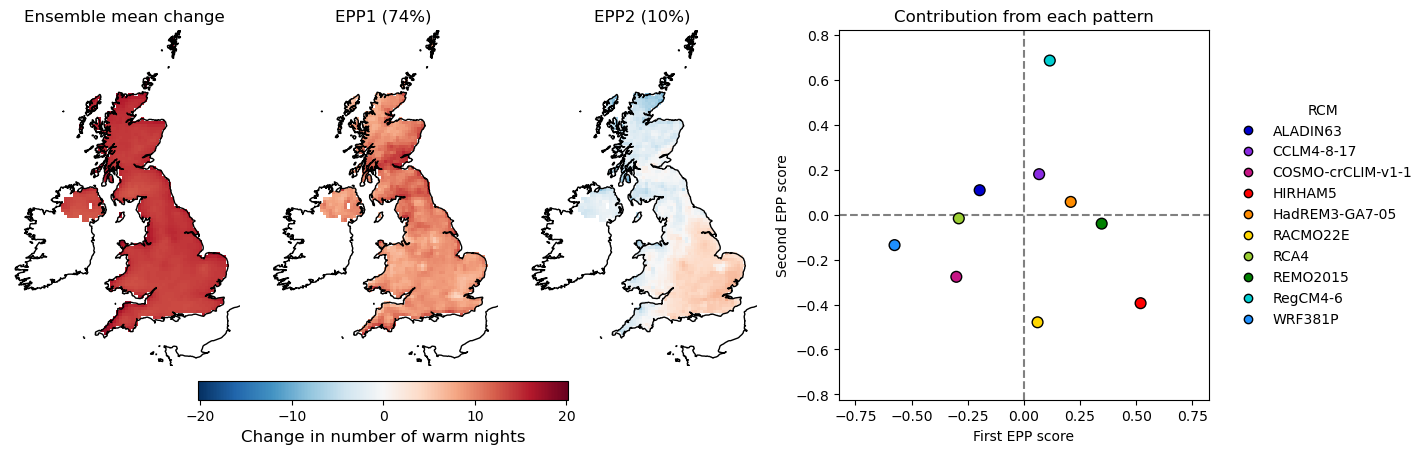 Ensemble mean change
EPP1 (74%)
EPP2 (10%)
Contribution from each pattern
−20
−10
0
10
20
Change in number of warm nights
Second EPP score
0.8
0.6
0.4
0.2
0.0
−0.2
−0.4
−0.6
−0.8
−0.75
−0.50
−0.25
0.00
0.25
0.50
0.75
First EPP score
RCM
ALADIN63
CCLM4-8-17
COSMO-crCLIM-v1-1
HIRHAM5
HadREM3-GA7-05
RACMO22E
RCA4
REMO2015
RegCM4-6
WRF381P